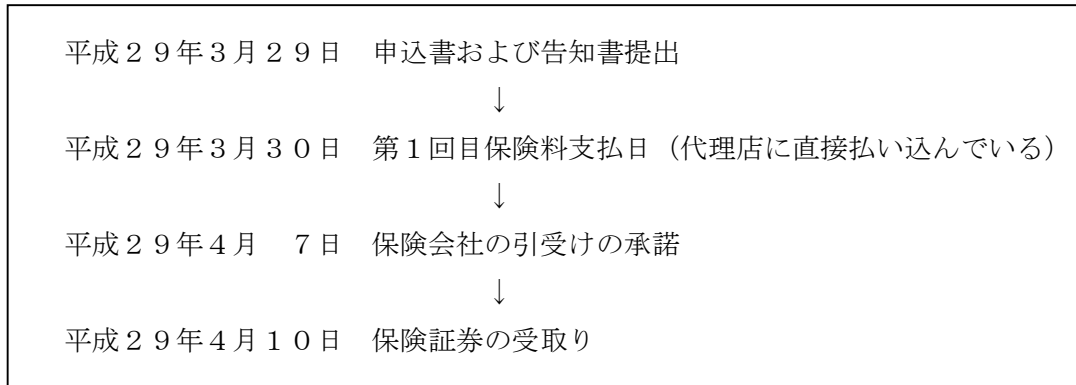 平成２９年３月２９日　申込書および告知書提出
↓
平成２９年３月３０日　第１回目保険料支払日（代理店に直接払い込んでいる）
↓
平成２９年４月　７日　保険会社の引受けの承諾
↓
平成２９年４月１０日　保険証券の受取り